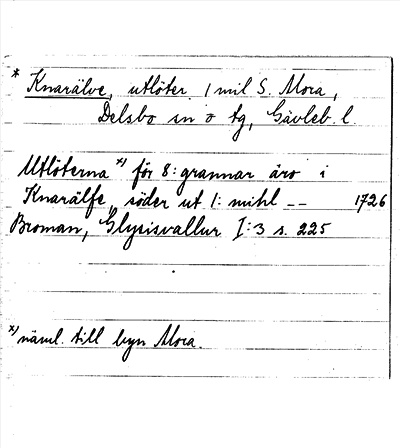 * Knarälve, utlöter 1 mil S. Mora,
Delsbo sn o tg, Gävleb. l.
Utlöterna x) för 8: grannar äro i
Knarälfe, söder ut 1: mihl -- 1726
Broman, Glysisvallur I:3 s. 225
x) näml. till byn Mora.